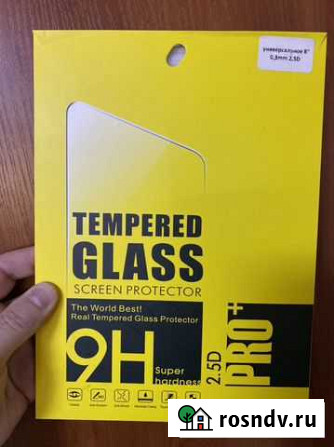 универсальное 8"
0,3mm 2.5D
TEMPERED
GLASS
SCREEN PROTECTOR
The World Best!
Real Tempered Glass Protector
9H
Super
hardness
2.5D
PRO+
rosndv.ru